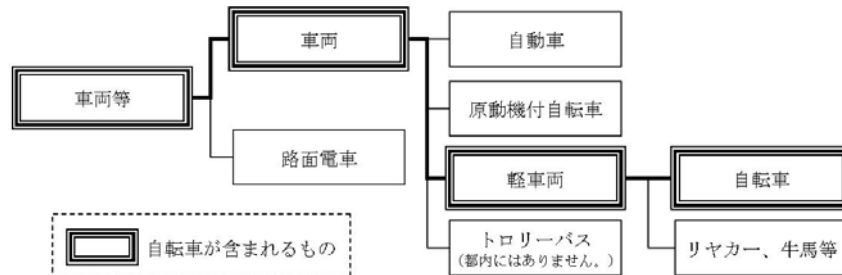 車両等
車両
路面電車
自動車
原動機付自転車
軽車両
トロリーバス
(都内にはありません。)
自転車
リヤカー、牛馬等
自転車が含まれるもの